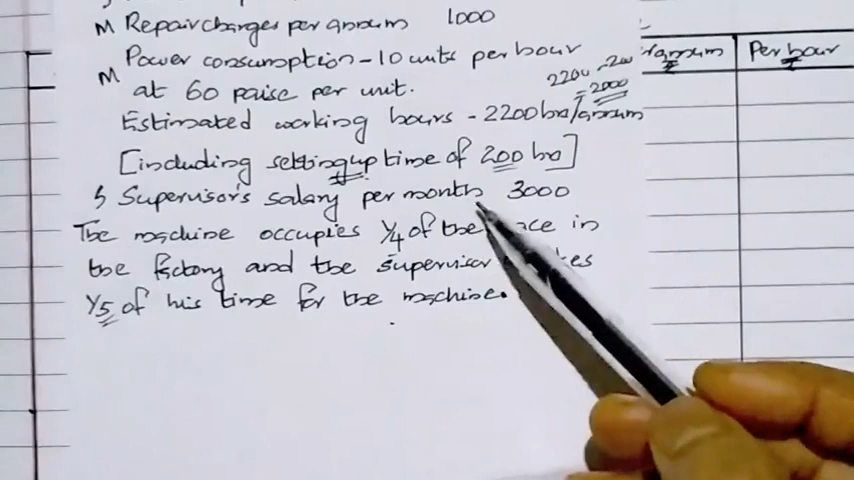 M Repair charges per annum 1000
M Power consumption - 10 units per hour
at 60 paise per unit.
2200 - 200
= 2000
Estimated working hours - 2200 hrs/annum
[including setting up time of 200 hrs]
S Supervisor's salary per month 3000
The machine occupies 1/4 of the space in
the factory and the supervisor
1/5 of his time for the machine.
annum Per hour